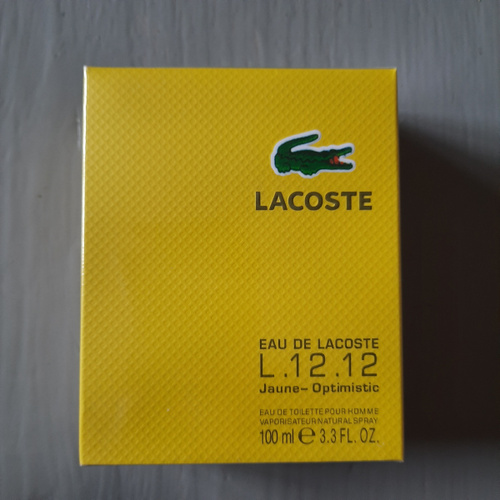 LACOSTE
EAU DE LACOSTE
L.12.12
Jaune- Optimistic
EAU DE TOILETTE POUR HOMME
VAPORISATEUR NATURAL SPRAY
100 ml ℮ 3.3 FL. OZ.